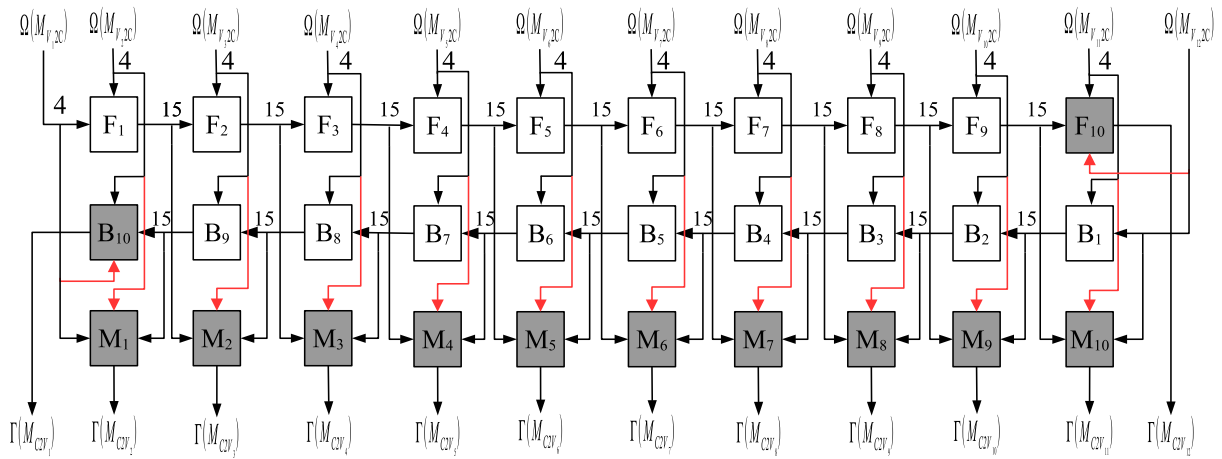 Ω(M_{V_1 2C}) Ω(M_{V_2 2C}) Ω(M_{V_3 2C}) Ω(M_{V_4 2C}) Ω(M_{V_5 2C}) Ω(M_{V_6 2C}) Ω(M_{V_7 2C}) Ω(M_{V_8 2C}) Ω(M_{V_9 2C}) Ω(M_{V_10 2C}) Ω(M_{V_11 2C}) Ω(M_{V_12 2C})
4 4 4 4 4 4 4 4 4 4
4 15 15 15 15 15 15 15 15 15
F₁ F₂ F₃ F₄ F₅ F₆ F₇ F₈ F₉ F₁₀
15 15 15 15 15 15 15 15 15
B₁₀ B₉ B₈ B₇ B₆ B₅ B₄ B₃ B₂ B₁
M₁ M₂ M₃ M₄ M₅ M₆ M₇ M₈ M₉ M₁₀
Γ(M_{C2V_1}) Γ(M_{C2V_2}) Γ(M_{C2V_3}) Γ(M_{C2V_4}) Γ(M_{C2V_5}) Γ(M_{C2V_6}) Γ(M_{C2V_7}) Γ(M_{C2V_8}) Γ(M_{C2V_9}) Γ(M_{C2V_10}) Γ(M_{C2V_11}) Γ(M_{C2V_12})